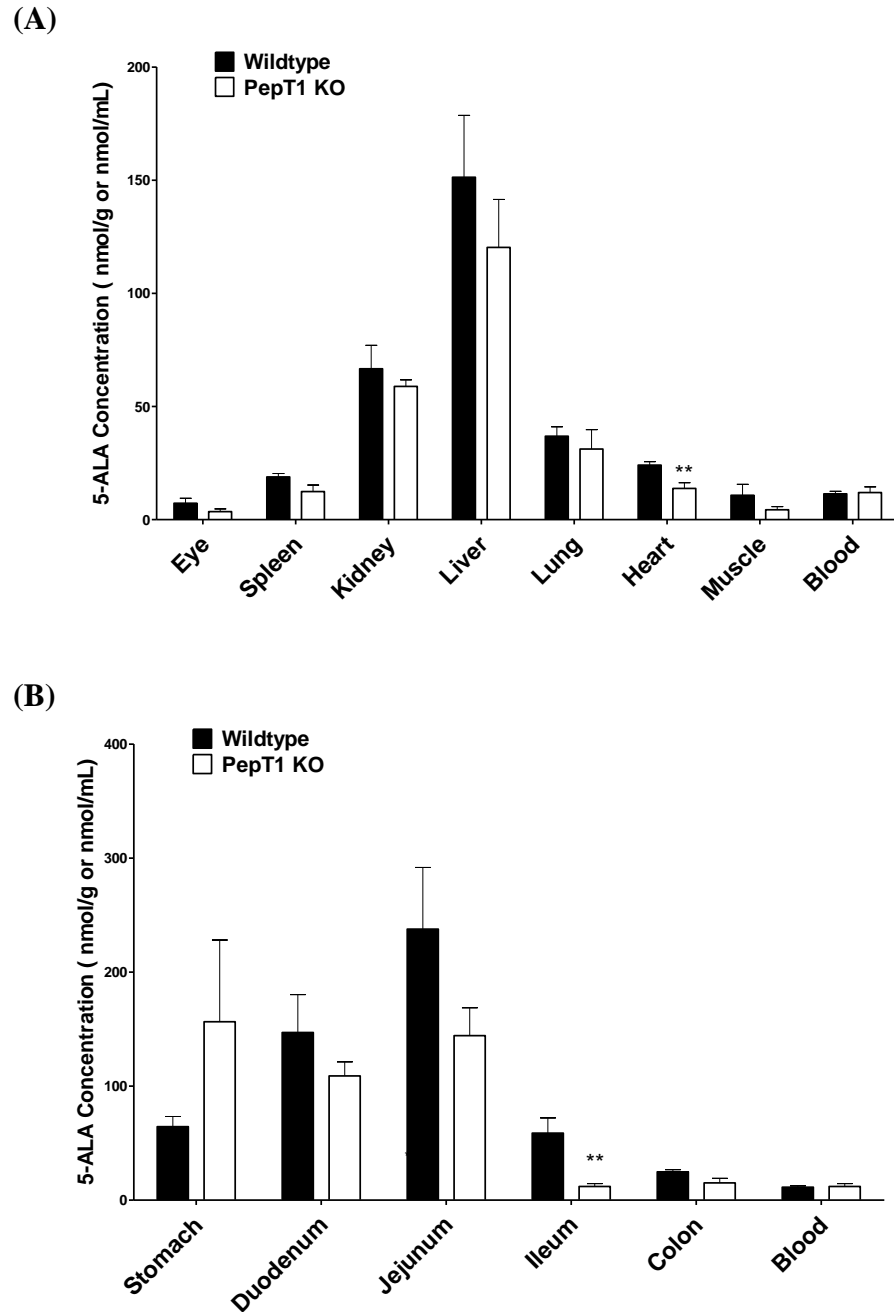 (A)
Wildtype
PepT1 KO
5-ALA Concentration ( nmol/g or nmol/mL)
200
150
100
50
0
**
Eye
Spleen
Kidney
Liver
Lung
Heart
Muscle
Blood
(B)
Wildtype
PepT1 KO
5-ALA Concentration ( nmol/g or nmol/mL)
400
300
200
100
0
**
Stomach
Duodenum
Jejunum
Ileum
Colon
Blood